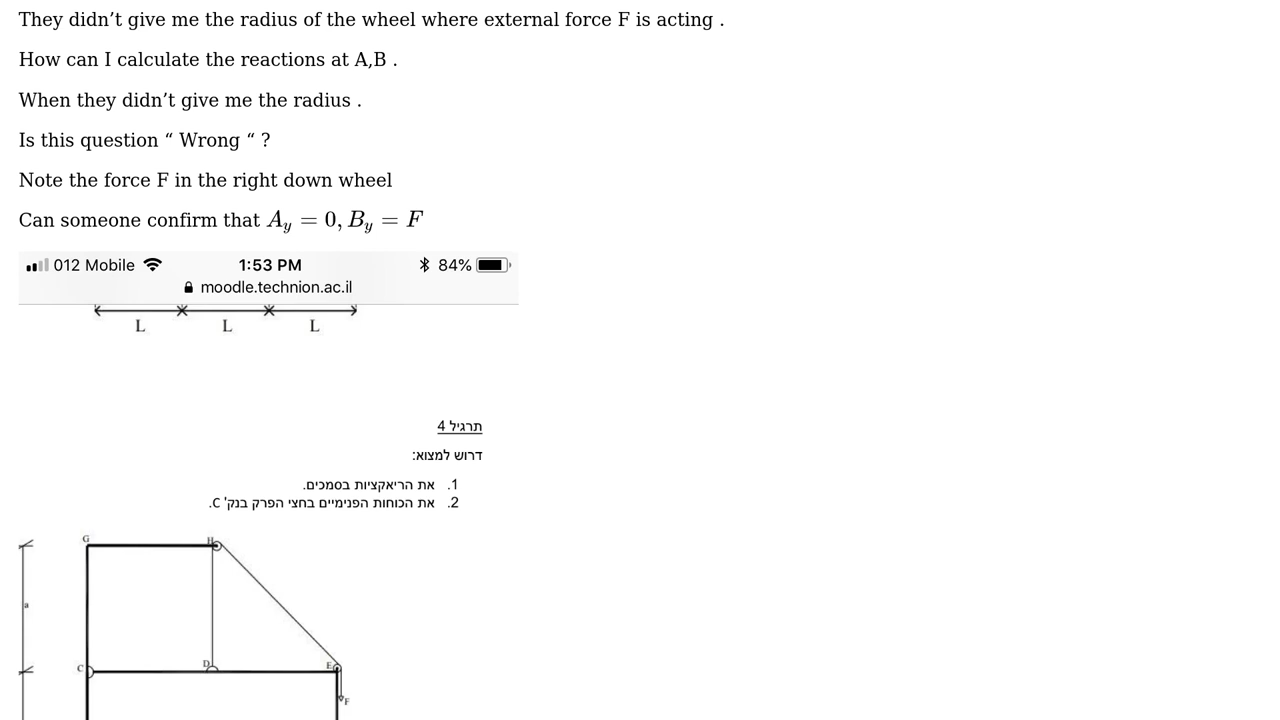 They didn’t give me the radius of the wheel where external force F is acting .
How can I calculate the reactions at A,B .
When they didn’t give me the radius .
Is this question “ Wrong “ ?
Note the force F in the right down wheel
Can someone confirm that A_y = 0, B_y = F
012 Mobile 1:53 PM 84%
moodle.technion.ac.il
L L L
תרגיל 4
דרוש למצוא:
1. את הריאקציות בסמכים.
2. את הכוחות הפנימיים בחצי הפרק בנק' C.
G H
a
C D E
F